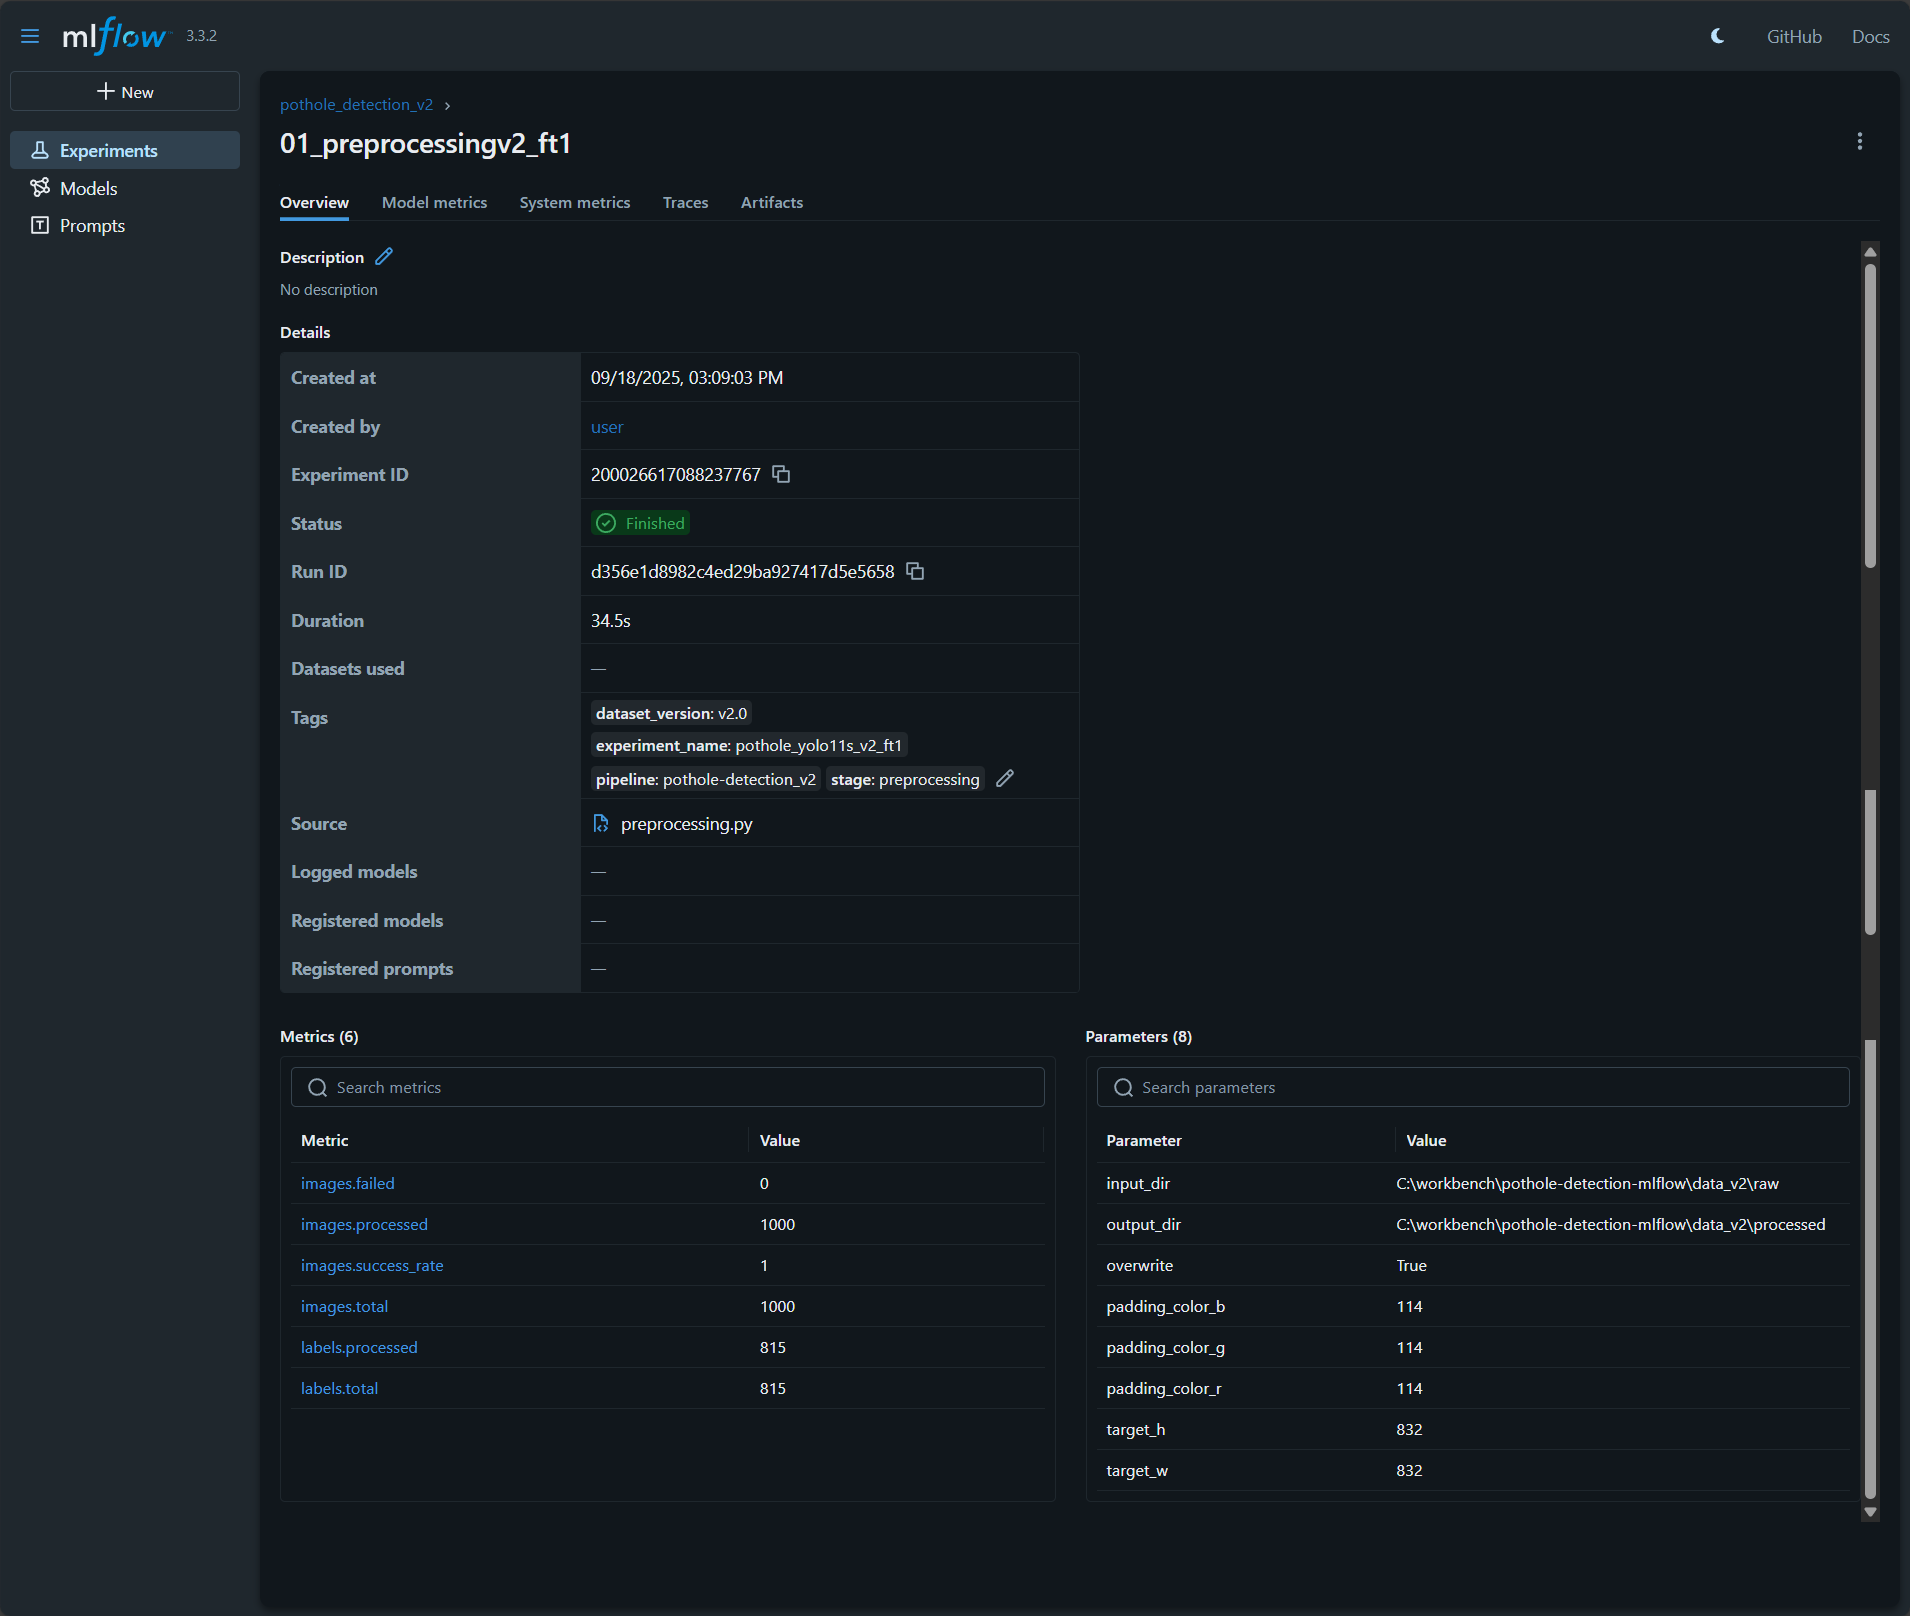 mlflow 3.3.2 GitHub Docs
New
Experiments
Models
Prompts
pothole_detection_v2 ›
01_preprocessingv2_ft1
Overview Model metrics System metrics Traces Artifacts
Description
No description
Details
Created at 09/18/2025, 03:09:03 PM
Created by user
Experiment ID 200026617088237767
Status Finished
Run ID d356e1d8982c4ed29ba927417d5e5658
Duration 34.5s
Datasets used —
Tags dataset_version: v2.0
experiment_name: pothole_yolo11s_v2_ft1
pipeline: pothole-detection_v2 stage: preprocessing
Source preprocessing.py
Logged models —
Registered models —
Registered prompts —
Metrics (6)
Search metrics
Metric Value
images.failed 0
images.processed 1000
images.success_rate 1
images.total 1000
labels.processed 815
labels.total 815
Parameters (8)
Search parameters
Parameter Value
input_dir C:\workbench\pothole-detection-mlflow\data_v2\raw
output_dir C:\workbench\pothole-detection-mlflow\data_v2\processed
overwrite True
padding_color_b 114
padding_color_g 114
padding_color_r 114
target_h 832
target_w 832